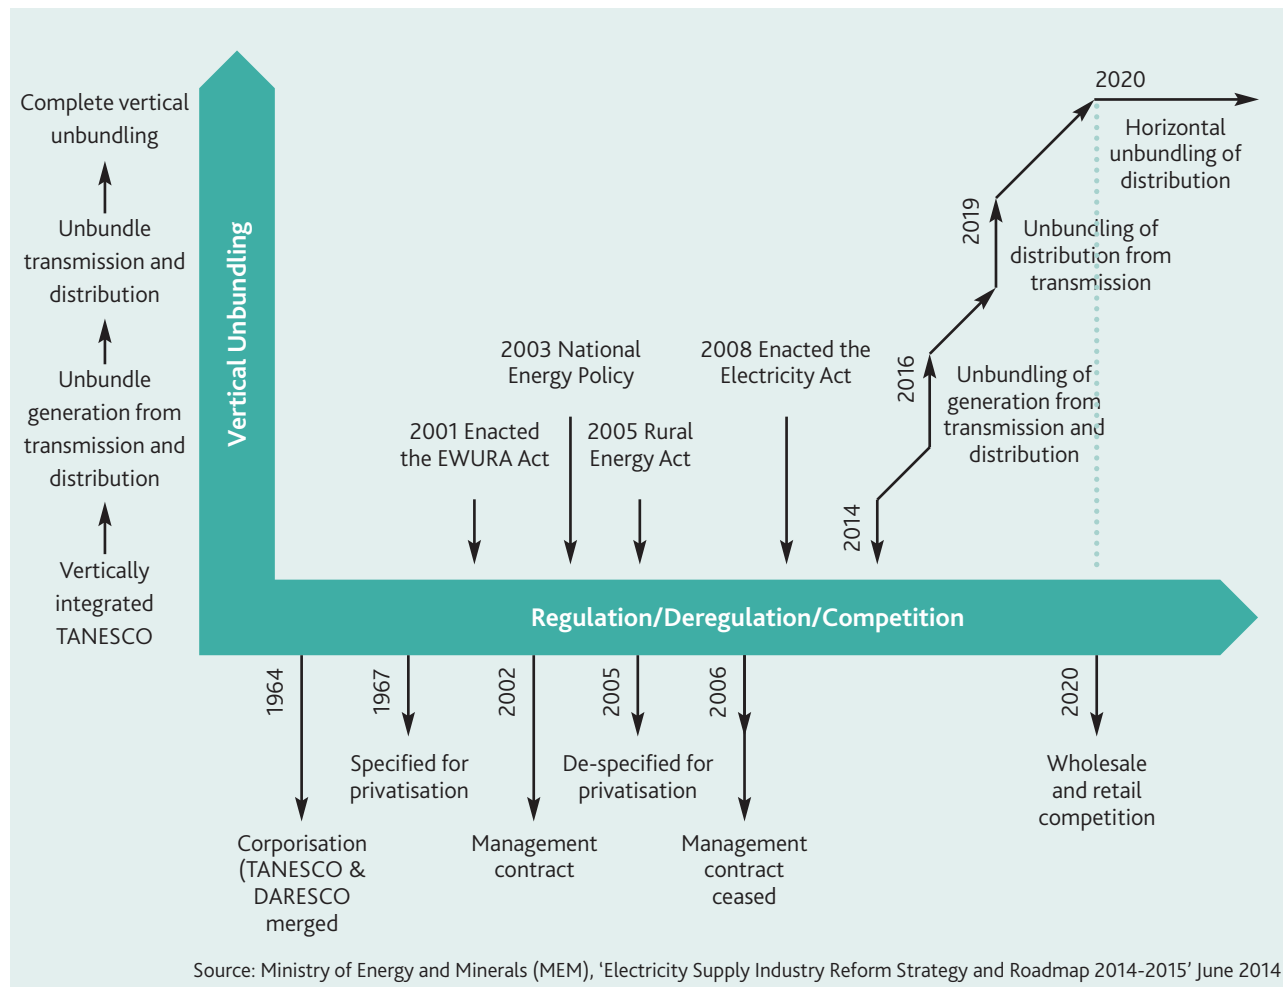 Complete vertical
unbundling
Unbundle
transmission and
distribution
Unbundle
generation from
transmission and
distribution
Vertically
integrated
TANESCO
Vertical Unbundling
2001 Enacted
the EWURA Act
2003 National
Energy Policy
2005 Rural
Energy Act
2008 Enacted the
Electricity Act
2014
2016
Unbundling of
generation from
transmission and
distribution
2019
Unbundling of
distribution from
transmission
2020
Horizontal
unbundling of
distribution
Regulation/Deregulation/Competition
1964
Corporisation
(TANESCO &
DARESCO
merged
1967
Specified for
privatisation
2002
Management
contract
2005
De-specified for
privatisation
2006
Management
contract
ceased
2020
Wholesale
and retail
competition
Source: Ministry of Energy and Minerals (MEM), ‘Electricity Supply Industry Reform Strategy and Roadmap 2014-2015’ June 2014